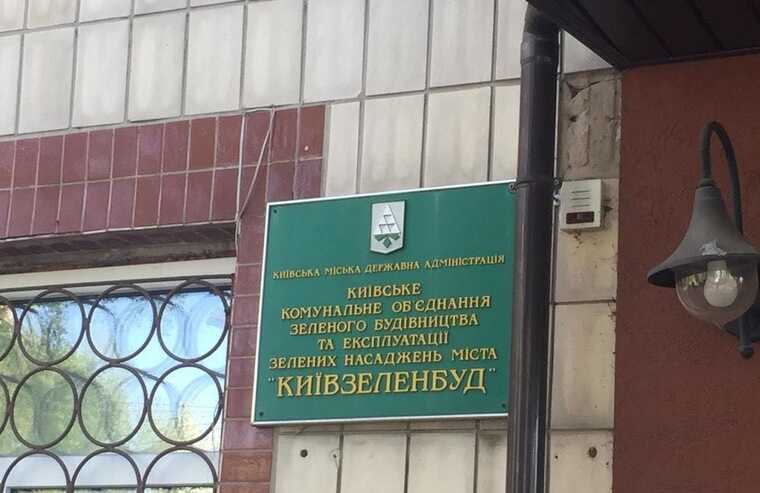 КИЇВСЬКА МІСЬКА ДЕРЖАВНА АДМІНІСТРАЦІЯ
КИЇВСЬКЕ
КОМУНАЛЬНЕ ОБ'ЄДНАННЯ
ЗЕЛЕНОГО БУДІВНИЦТВА
ТА ЕКСПЛУАТАЦІЇ
ЗЕЛЕНИХ НАСАДЖЕНЬ МІСТА
"КИЇВЗЕЛЕНБУД"